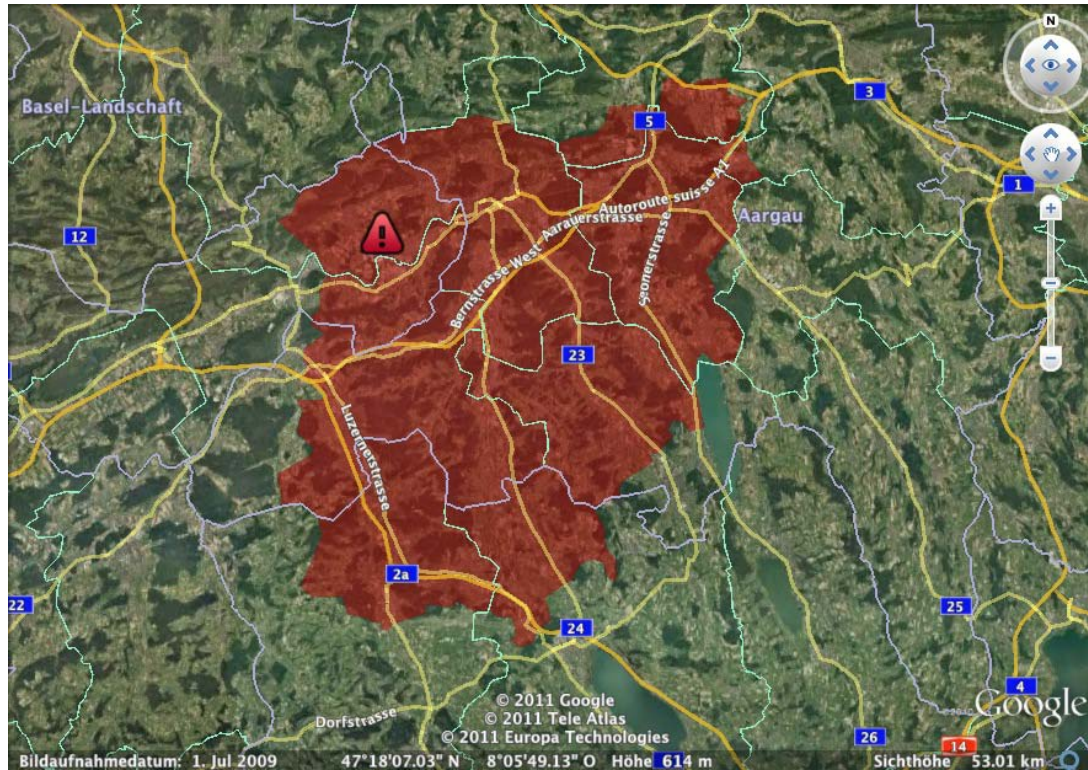 N
3
Basel-Landschaft
5
1
Autoroute suisse A1
Aarauerstrasse
Aargau
12
Bernstrasse-West
Saonerstrasse
23
Luzernerstrasse
2a
22
25
24
4
© 2011 Google
© 2011 Tele Atlas
© 2011 Europa Technologies
Google
Dorfstrasse
26
14
Bildaufnahmedatum: 1. Jul 2009 47°18'07.03" N 8°05'49.13" O Höhe 614 m Sichthöhe 53.01 km